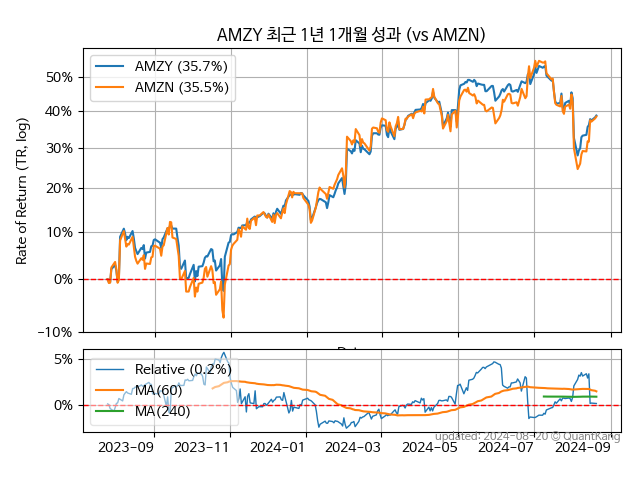 AMZY 최근 1년 1개월 성과 (vs AMZN)
AMZY (35.7%)
AMZN (35.5%)
Rate of Return (TR, log)
50%
40%
30%
20%
10%
0%
−10%
Relative (0.2%)
MA(60)
MA(240)
5%
0%
2023-09
2023-11
2024-01
2024-03
2024-05
2024-07
2024-09
updated: 2024-08-20 © QuantKang